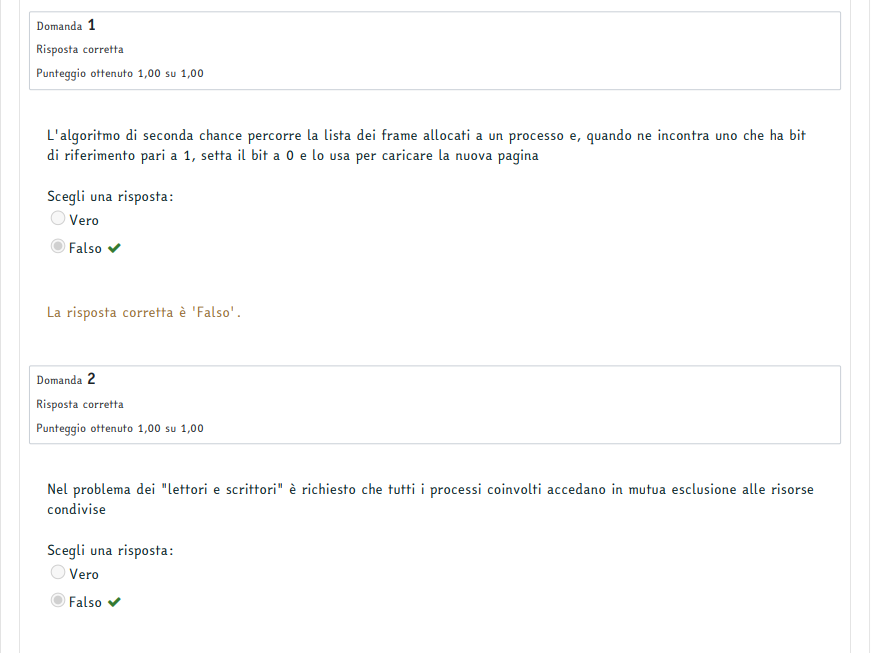 Domanda 1
Risposta corretta
Punteggio ottenuto 1,00 su 1,00
L'algoritmo di seconda chance percorre la lista dei frame allocati a un processo e, quando ne incontra uno che ha bit
di riferimento pari a 1, setta il bit a 0 e lo usa per caricare la nuova pagina
Scegli una risposta:
Vero
Falso
La risposta corretta è 'Falso'.
Domanda 2
Risposta corretta
Punteggio ottenuto 1,00 su 1,00
Nel problema dei "lettori e scrittori" è richiesto che tutti i processi coinvolti accedano in mutua esclusione alle risorse
condivise
Scegli una risposta:
Vero
Falso